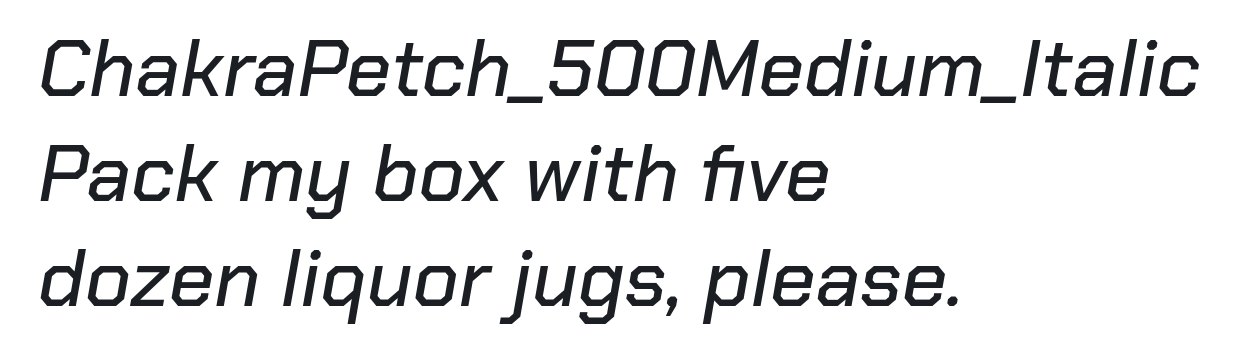 ChakraPetch_500Medium_Italic
Pack my box with five
dozen liquor jugs, please.